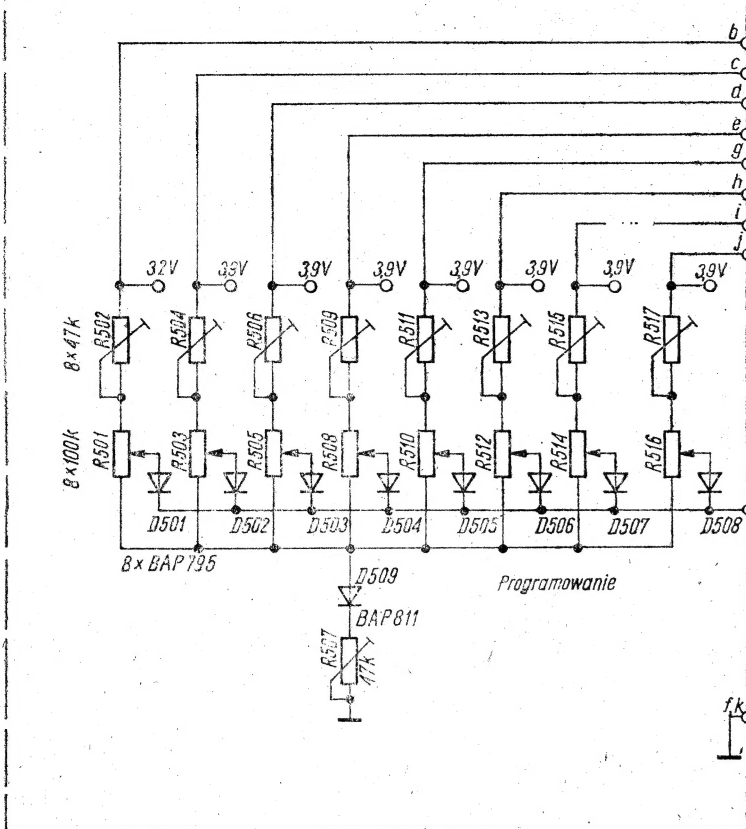 b
c
d
e
g
h
i
j
32V 3,9V 3,9V 3,9V 3,9V 3,9V 3,9V 3,9V
8×47k R502 R504 R506 R509 R511 R513 R515 R517
8×100k R501 R503 R505 R508 R510 R512 R514 R516
D501 D502 D503 D504 D505 D506 D507 D508
8×BAP795
D509
Programowanie
BAP811
R507 47k
f,k